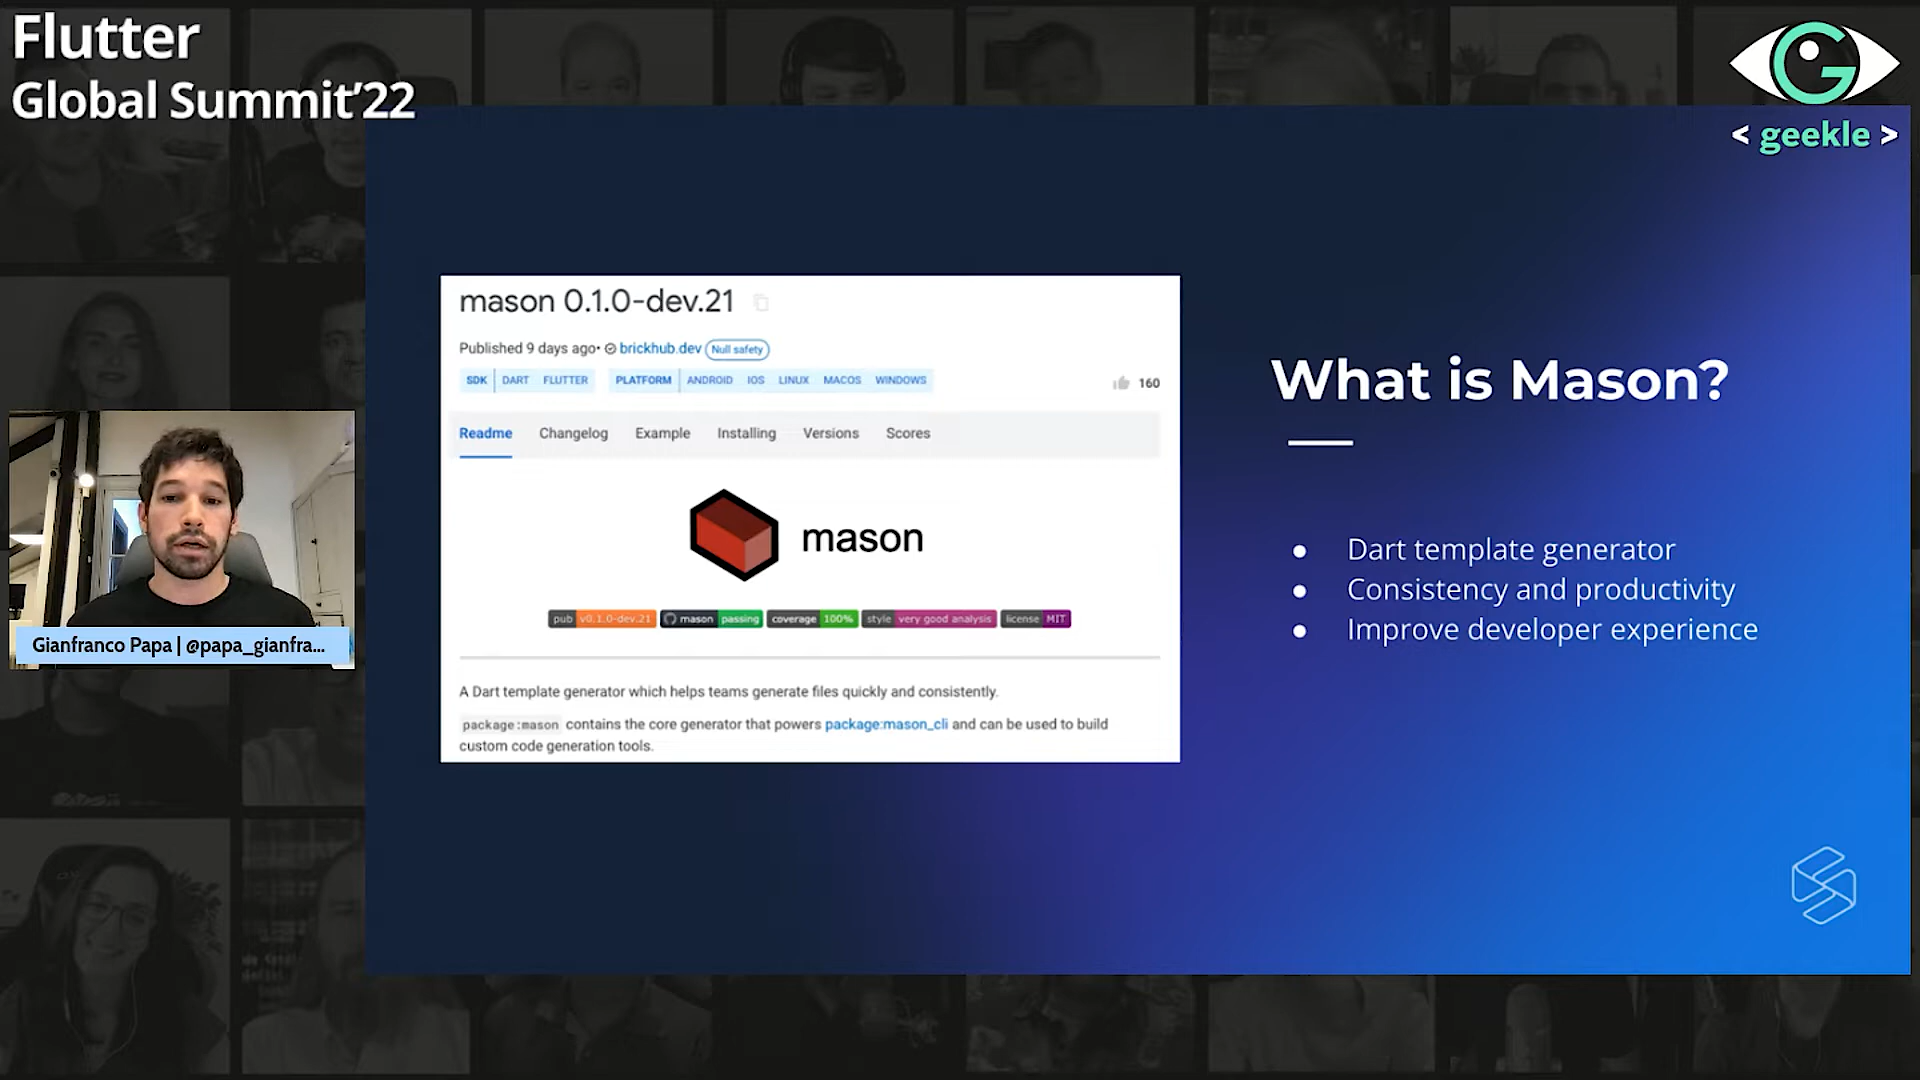 Flutter
Global Summit'22
< geekle >
mason 0.1.0-dev.21
Published 9 days ago• brickhub.dev Null safety
SDK DART FLUTTER PLATFORM ANDROID IOS LINUX MACOS WINDOWS
160
Readme Changelog Example Installing Versions Scores
mason
pub v0.1.0-dev.21 mason passing coverage 100% style very good analysis license MIT
A Dart template generator which helps teams generate files quickly and consistently.
package:mason contains the core generator that powers package:mason_cli and can be used to build
custom code generation tools.
What is Mason?
● Dart template generator
● Consistency and productivity
● Improve developer experience
Gianfranco Papa | @papa_gianfra...